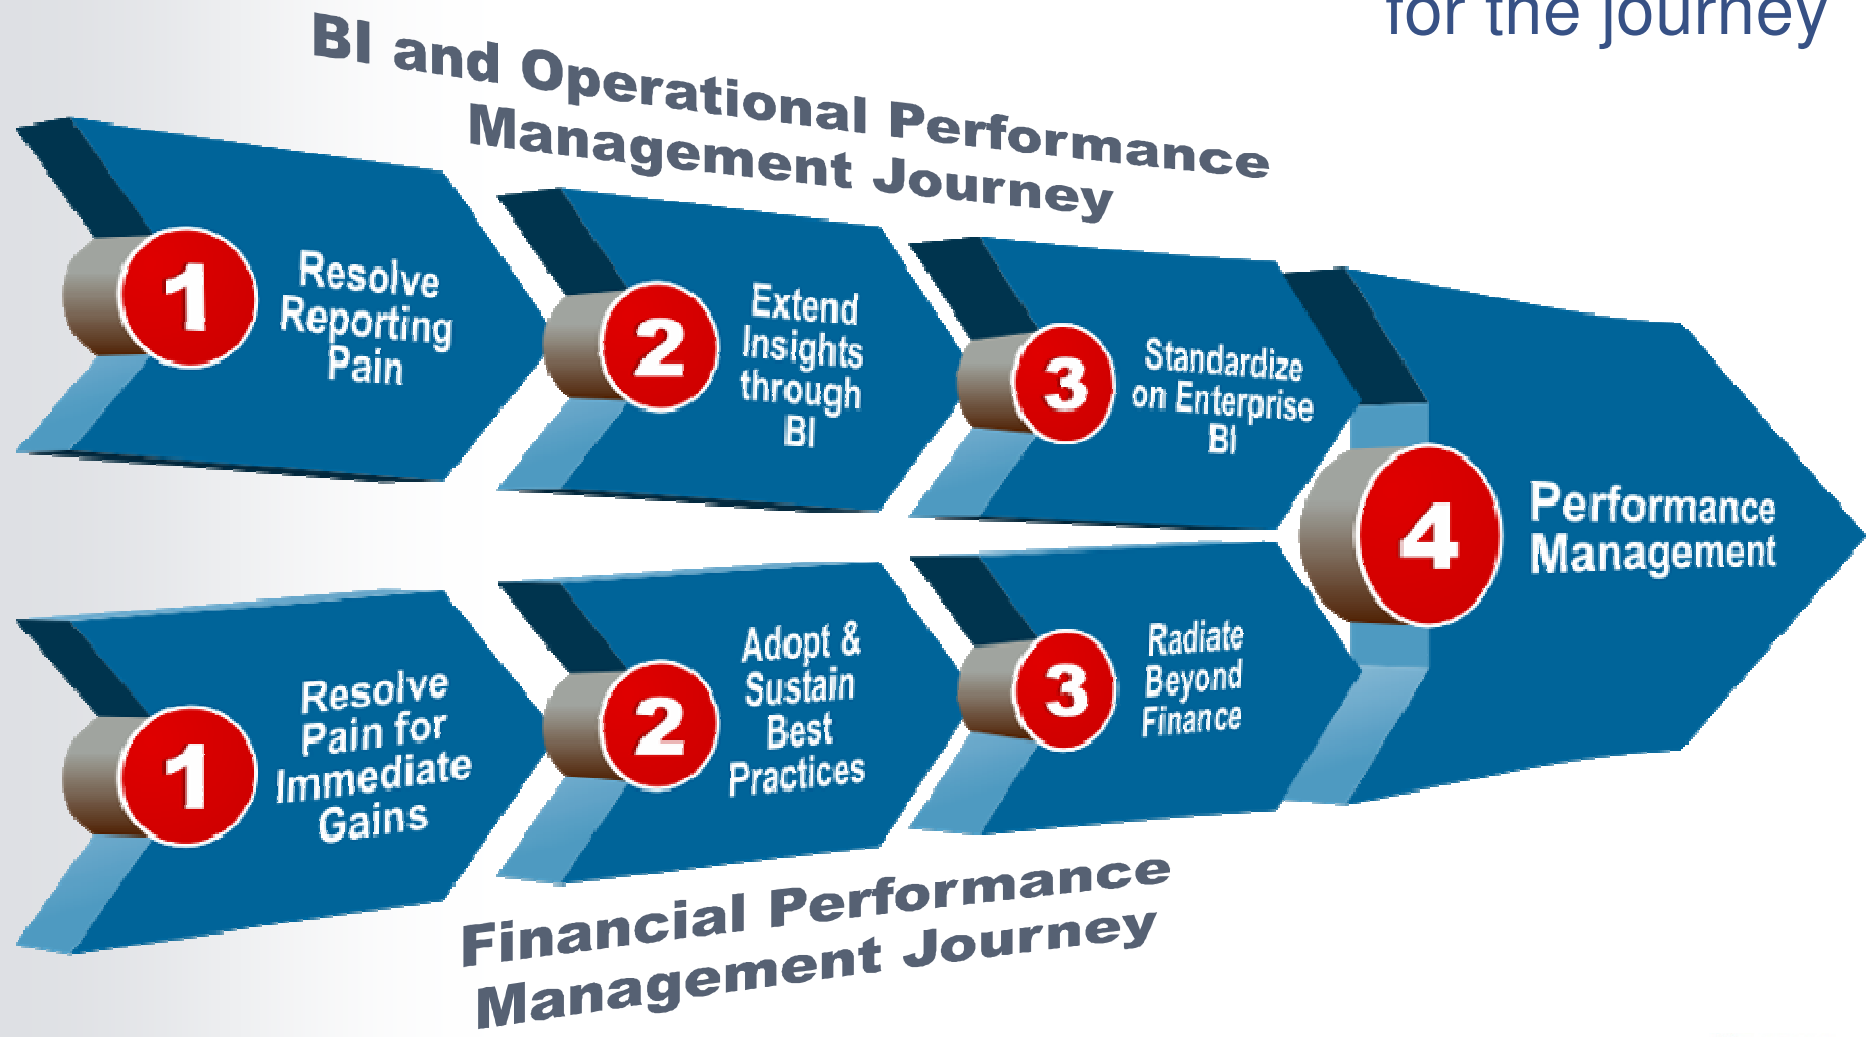 for the journey
BI and Operational Performance
Management Journey
1
Resolve
Reporting
Pain
2
Extend
Insights
through
BI
3
Standardize
on Enterprise
BI
4
Performance
Management
1
Resolve
Pain for
Immediate
Gains
2
Adopt &
Sustain
Best
Practices
3
Radiate
Beyond
Finance
Financial Performance
Management Journey